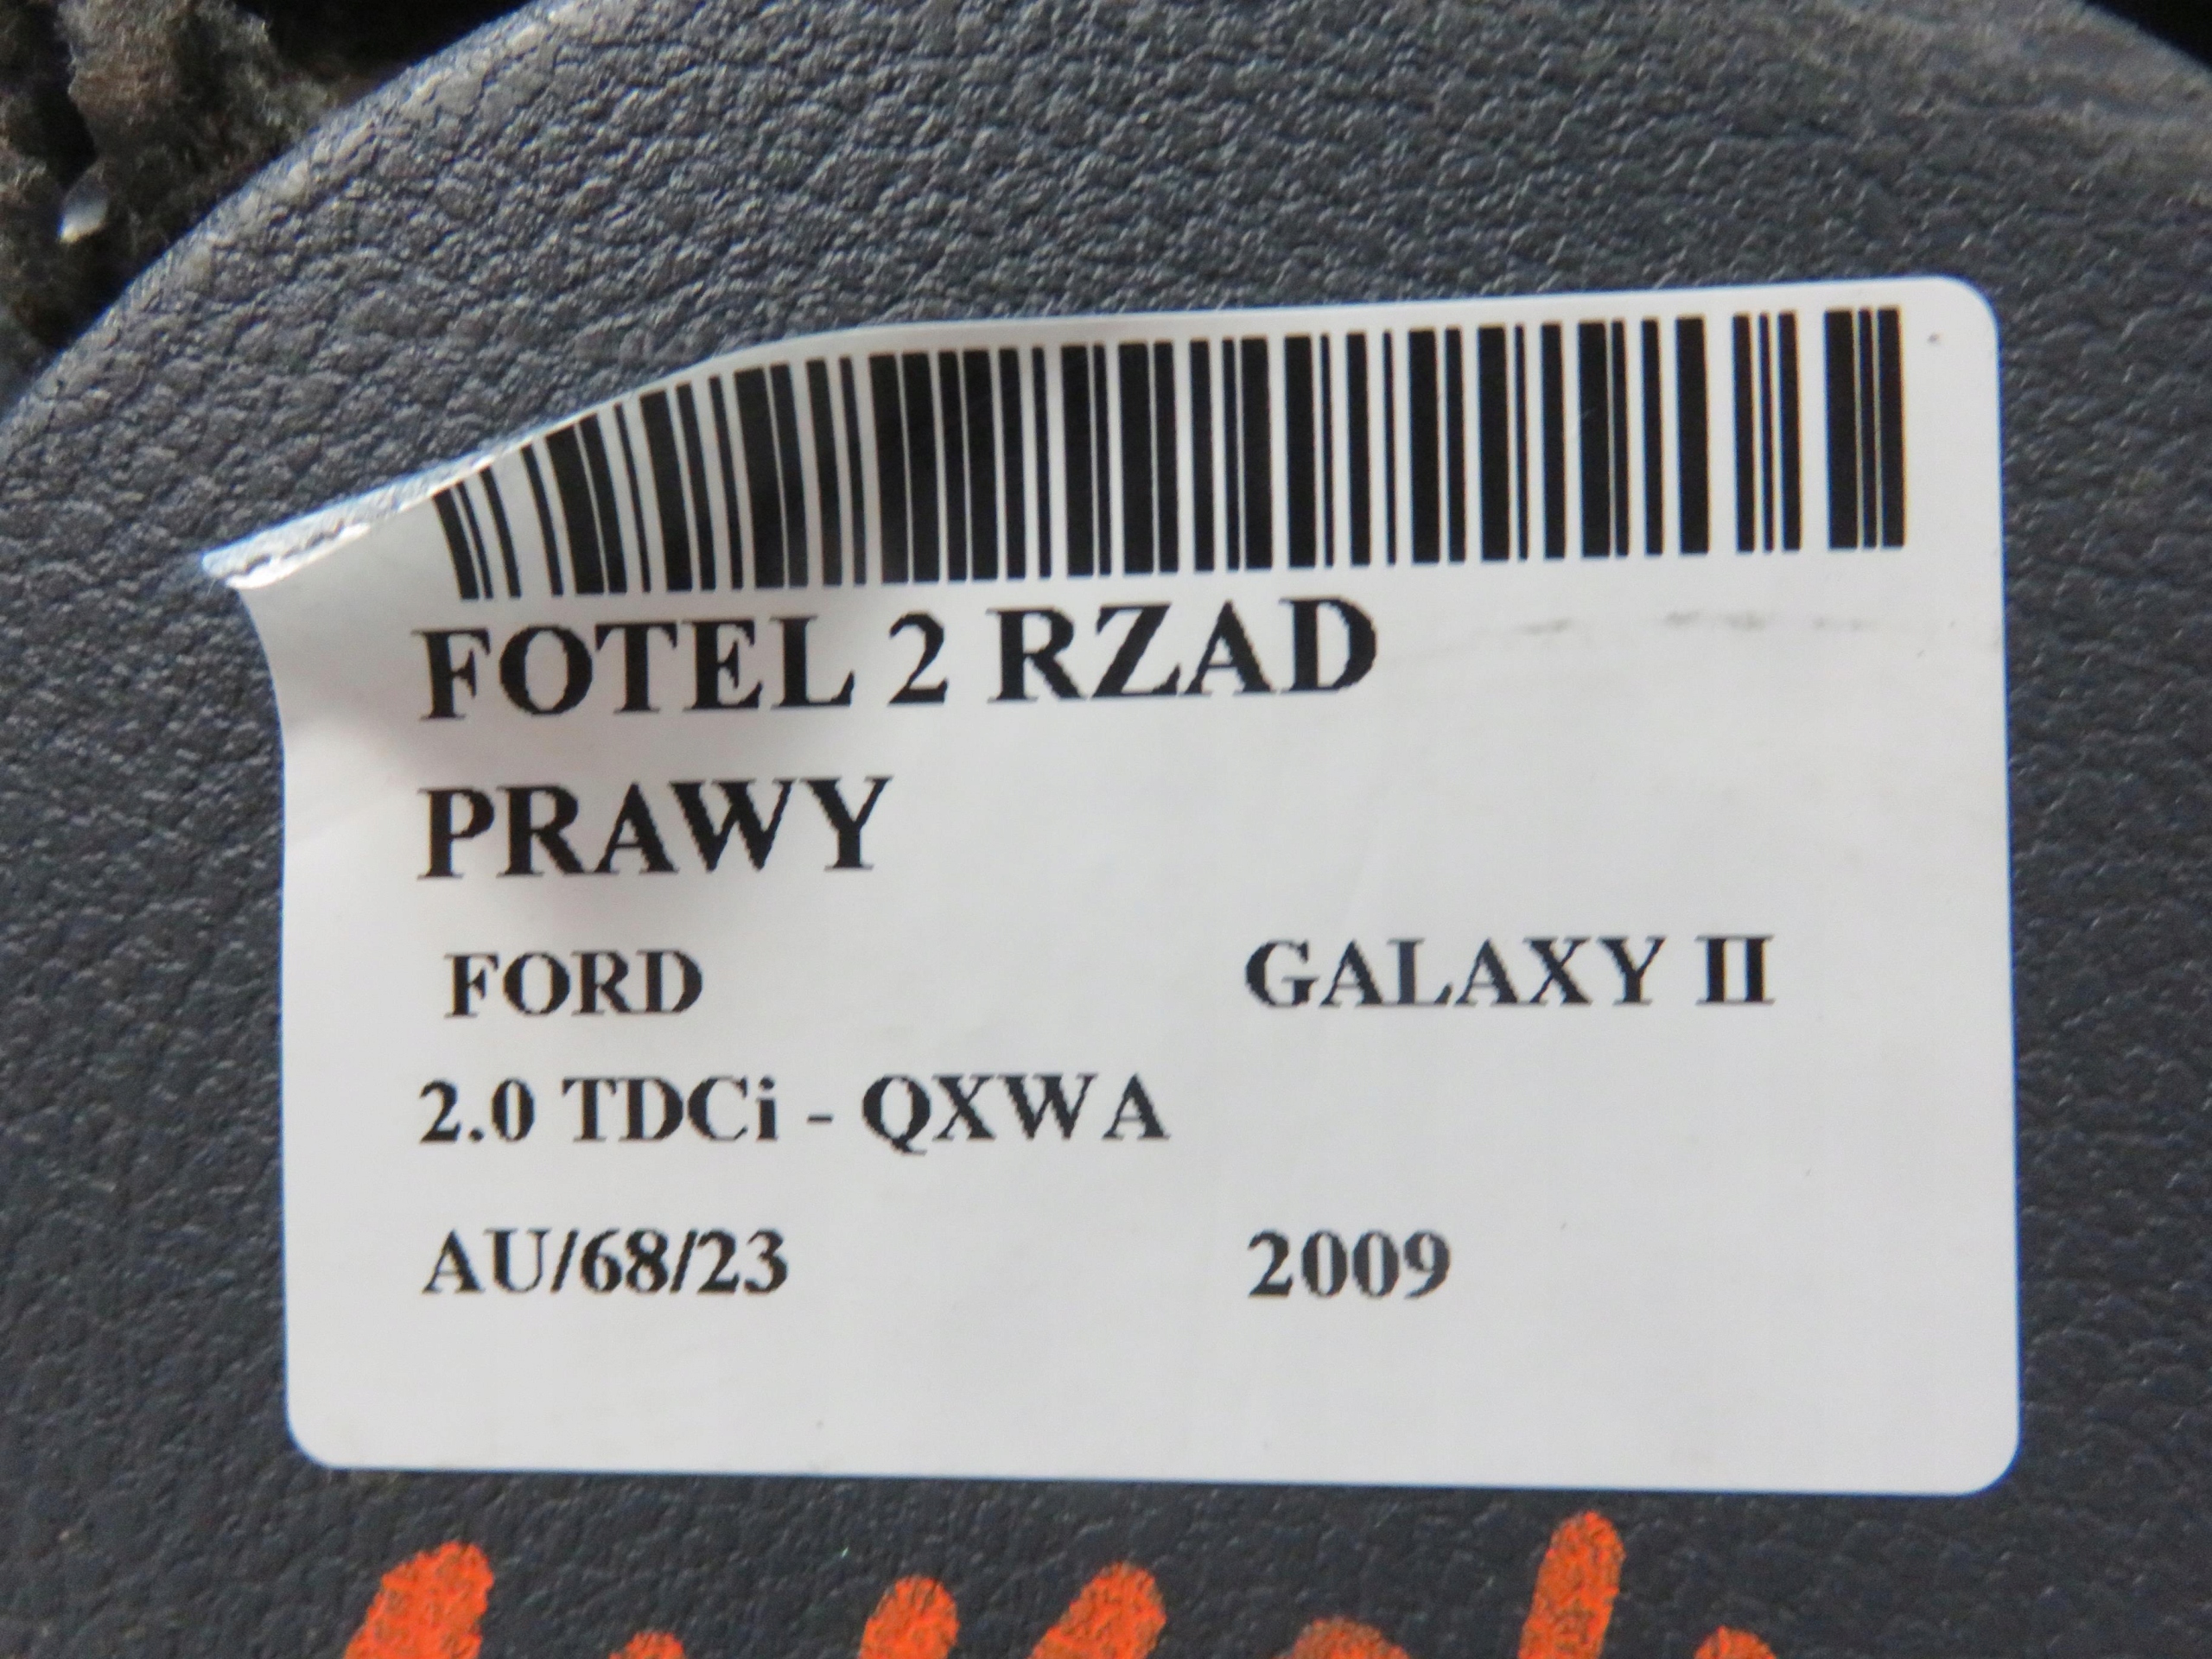 FOTEL 2 RZAD
PRAWY
FORD GALAXY II
2.0 TDCi - QXWA
AU/68/23 2009